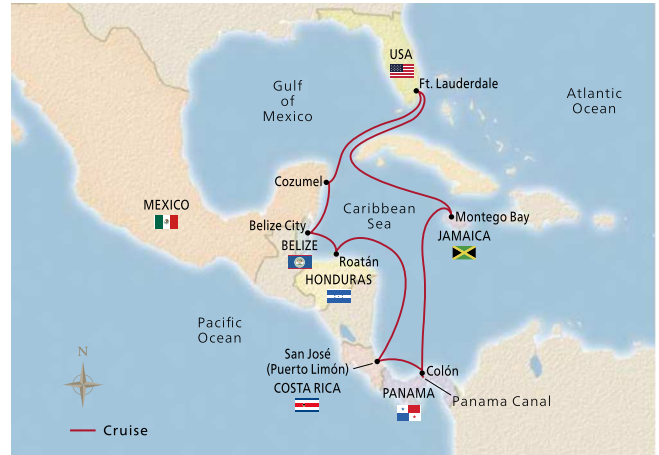 USA
Ft. Lauderdale
Gulf
of
Mexico
Atlantic
Ocean
Cozumel
MEXICO
Caribbean
Sea
Montego Bay
JAMAICA
Belize City
BELIZE
Roatán
HONDURAS
Pacific
Ocean
N
San José
(Puerto Limón)
COSTA RICA
Colón
PANAMA
Panama Canal
Cruise